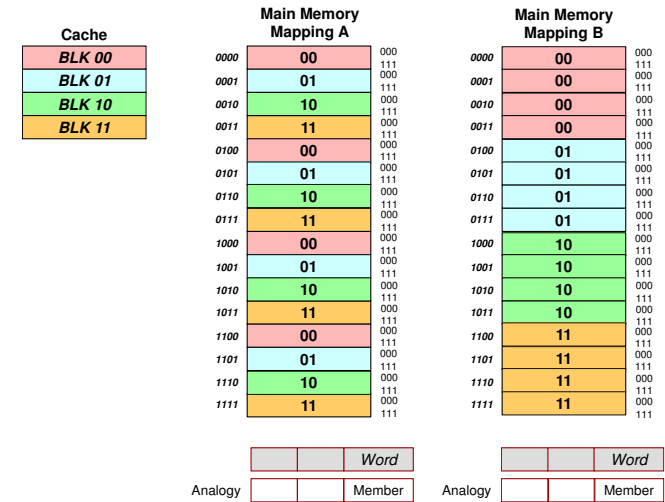 Cache
BLK 00
BLK 01
BLK 10
BLK 11
Main Memory
Mapping A
0000 00 000
111
0001 01 000
111
0010 10 000
111
0011 11 000
111
0100 00 000
111
0101 01 000
111
0110 10 000
111
0111 11 000
111
1000 00 000
111
1001 01 000
111
1010 10 000
111
1011 11 000
111
1100 00 000
111
1101 01 000
111
1110 10 000
111
1111 11 000
111
Word
Analogy Member
Main Memory
Mapping B
0000 00 000
111
0001 00 000
111
0010 00 000
111
0011 00 000
111
0100 01 000
111
0101 01 000
111
0110 01 000
111
0111 01 000
111
1000 10 000
111
1001 10 000
111
1010 10 000
111
1011 10 000
111
1100 11 000
111
1101 11 000
111
1110 11 000
111
1111 11 000
111
Word
Analogy Member